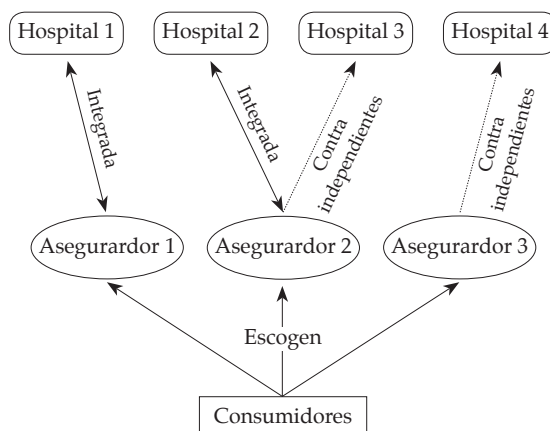 Hospital 1
Hospital 2
Hospital 3
Hospital 4
Integrada
Integrada
Contra
independientes
Contra
independientes
Asegurardor 1
Asegurardor 2
Asegurardor 3
Escogen
Consumidores